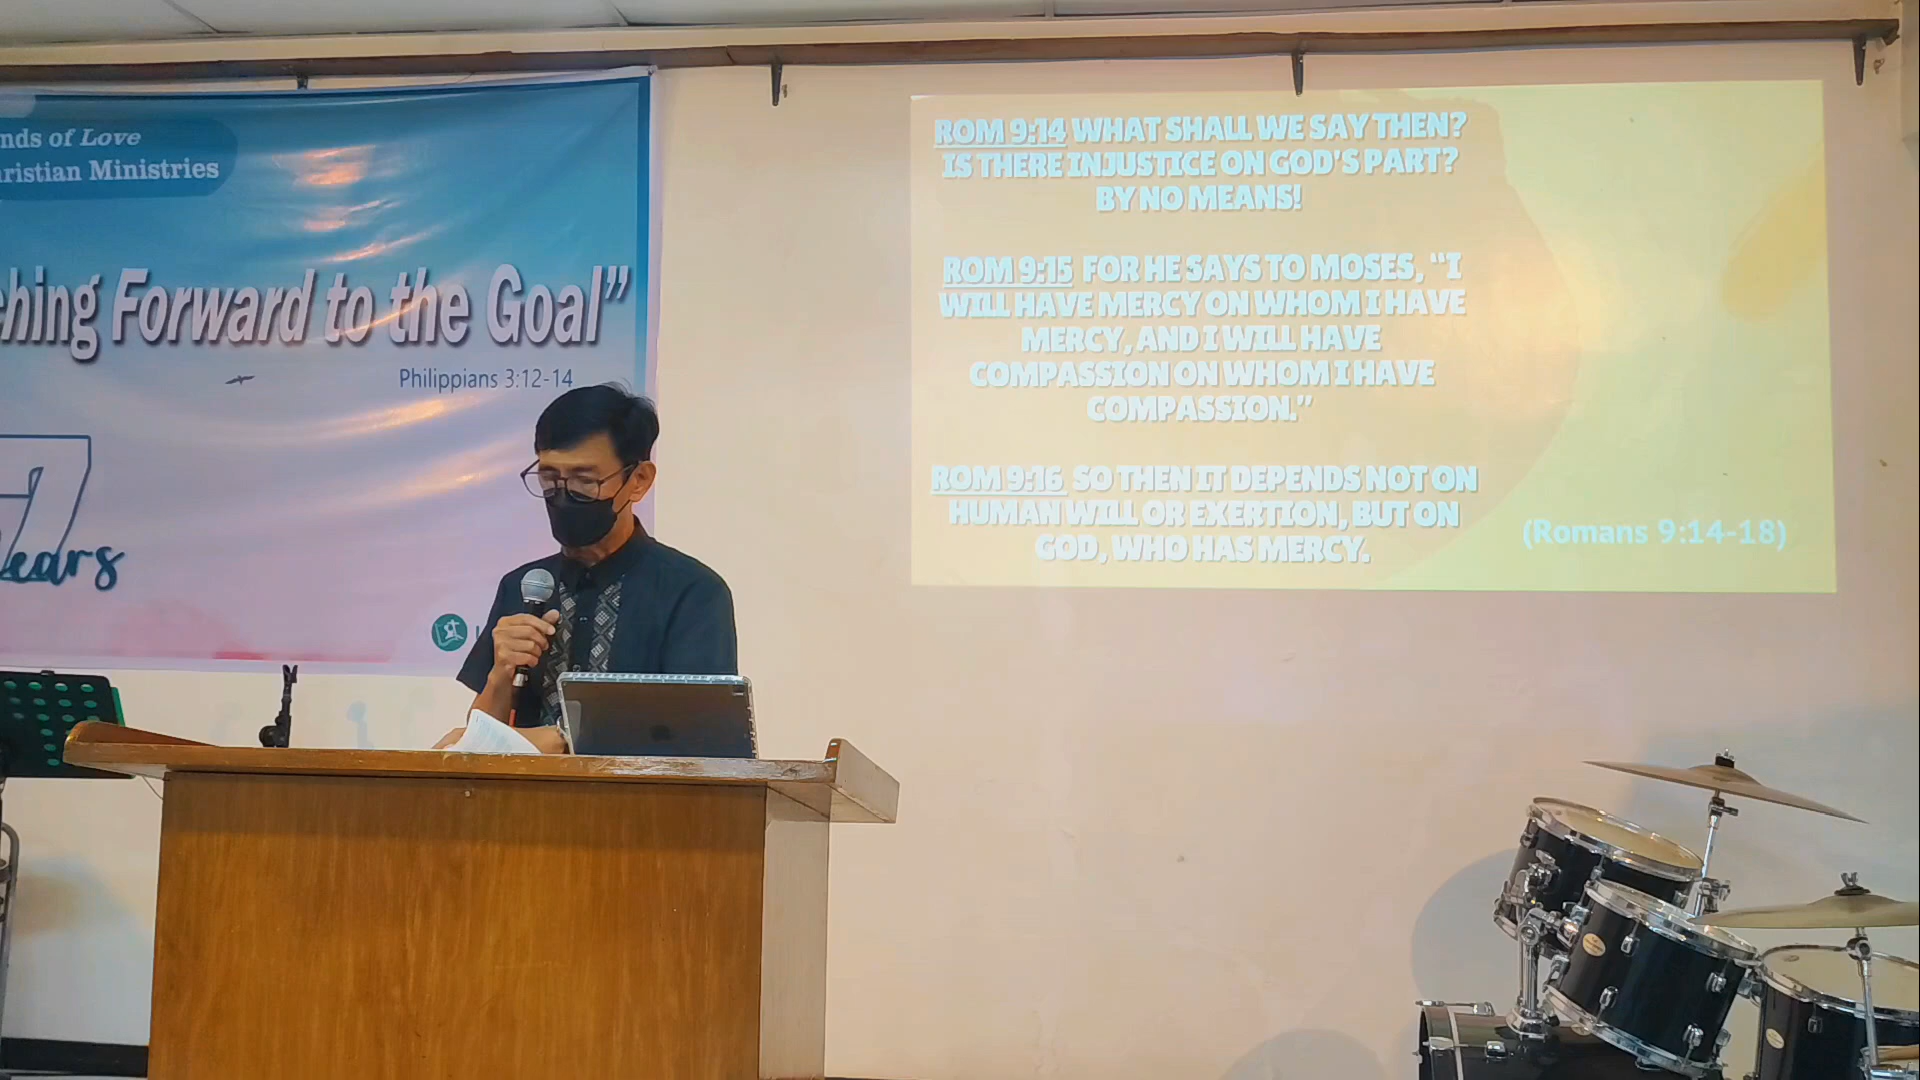 nds of Love
ristian Ministries
hing Forward to the Goal”
Philippians 3:12-14
7
ears
ROM 9:14 WHAT SHALL WE SAY THEN?
IS THERE INJUSTICE ON GOD'S PART?
BY NO MEANS!
ROM 9:15 FOR HE SAYS TO MOSES, “I
WILL HAVE MERCY ON WHOM I HAVE
MERCY, AND I WILL HAVE
COMPASSION ON WHOM I HAVE
COMPASSION.”
ROM 9:16 SO THEN IT DEPENDS NOT ON
HUMAN WILL OR EXERTION, BUT ON
GOD, WHO HAS MERCY.
(Romans 9:14-18)